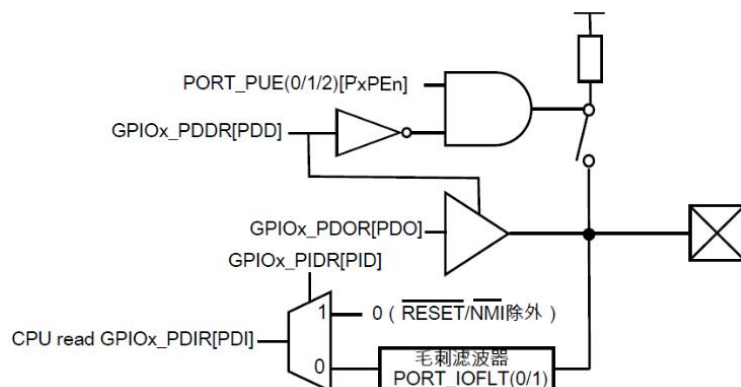 PORT_PUE(0/1/2)[PxPEn]
GPIOx_PDDR[PDD]
GPIOx_PDOR[PDO]
GPIOx_PIDR[PID]
1
0（RESET/NMI除外）
CPU read GPIOx_PDIR[PDI]
0
毛刺滤波器
PORT_IOFLT(0/1)